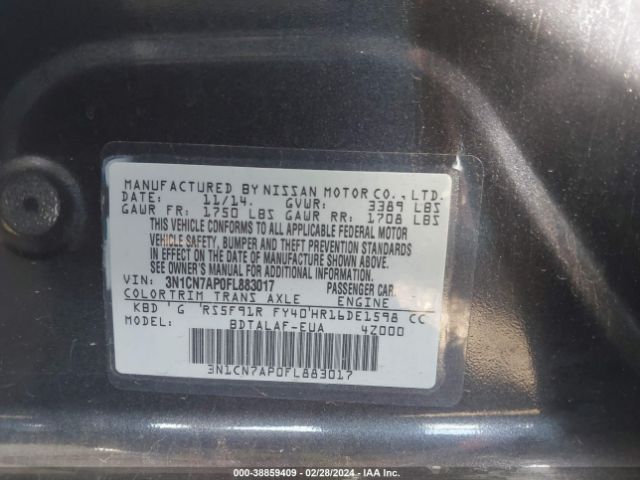 MANUFACTURED BY NISSAN MOTOR CO., LTD.
DATE: 11/14. GVWR: 3389 LBS
GAWR FR: 1750 LBS GAWR RR: 1708 LBS
THIS VEHICLE CONFORMS TO ALL APPLICABLE FEDERAL MOTOR
VEHICLE SAFETY, BUMPER AND THEFT PREVENTION STANDARDS
IN EFFECT ON THE DATE OF MANUFACTURE SHOWN ABOVE.
SEE OWNER'S MANUAL FOR ADDITIONAL INFORMATION.
VIN: 3N1CN7AP0FL883017 PASSENGER CAR
COLOR TRIM TRANS AXLE ENGINE
KBD G RS5F91R FY40 HR16DE1598 CC
MODEL: BDTALAF-EUA 4Z000
3N1CN7AP0FL883017
000-38859409 | 02/28/2024 - IAA Inc.